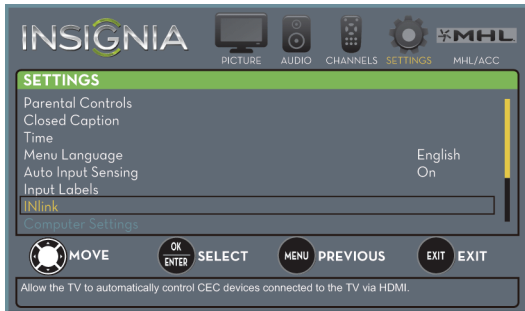 INSIGNIA
PICTURE AUDIO CHANNELS SETTINGS MHL/ACC
MHL
SETTINGS
Parental Controls
Closed Caption
Time
Menu Language English
Auto Input Sensing On
Input Labels
INlink
Computer Settings
MOVE OK ENTER SELECT MENU PREVIOUS EXIT EXIT
Allow the TV to automatically control CEC devices connected to the TV via HDMI.